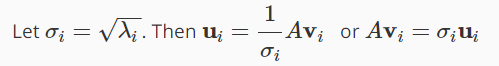 Let σᵢ = √λᵢ. Then 𝐮ᵢ = 1/σᵢ A𝐯ᵢ or A𝐯ᵢ = σᵢ𝐮ᵢ